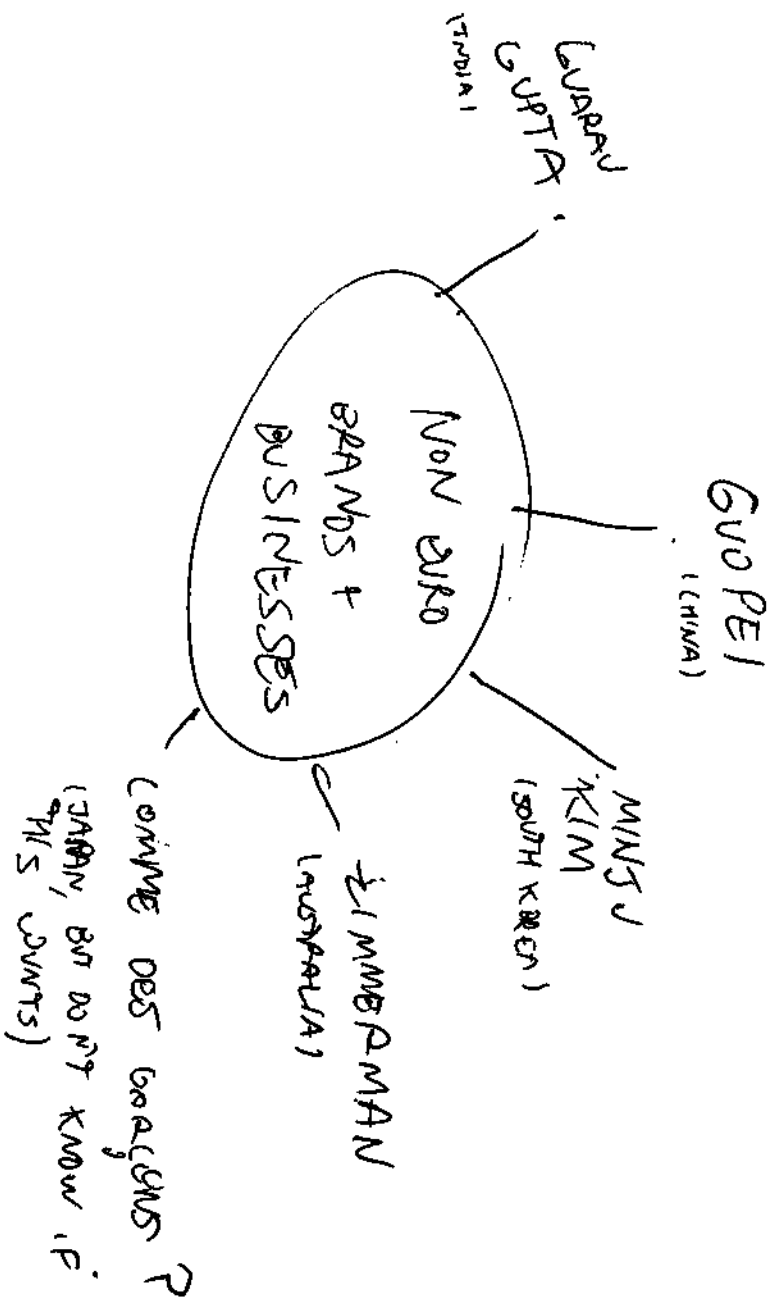 GUARAV
GUPTA
(INDIA)
GUO PEI
(CHINA)
MINJU
KIM
(SOUTH KOREA)
ZIMMERMAN
(AUSTRALIA)
COMME DES GARÇONS?
(JAPAN, BUT DON'T KNOW IF
THIS COUNTS)
NON EURO
BRANDS +
BUSINESSES